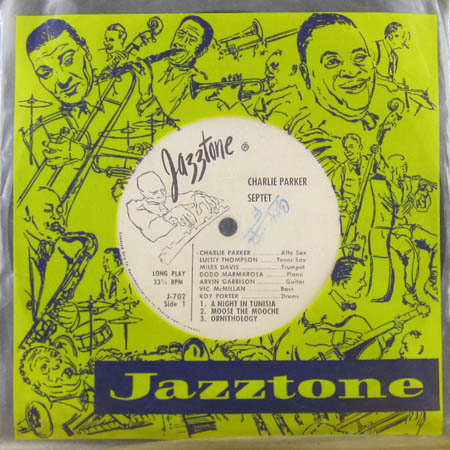 Jazztone ®
CHARLIE PARKER
SEPTET
CHARLIE PARKER ........ Alto Sax
LUCKY THOMPSON ........ Tenor Sax
MILES DAVIS ........ Trumpet
DODO MARMAROSA ........ Piano
ARVIN GARRISON ........ Guitar
VIC McMILLAN ........ Bass
ROY PORTER ........ Drums
LONG PLAY
33⅓ RPM
J-702
Side 1
1. A NIGHT IN TUNISIA
2. MOOSE THE MOOCHE
3. ORNITHOLOGY
Jazztone